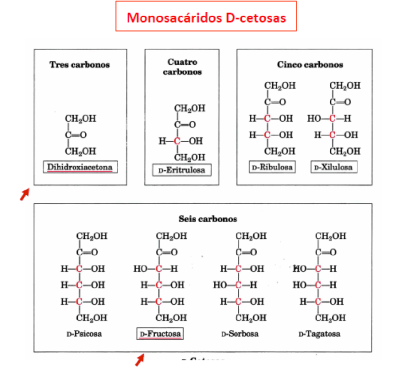 Monosacáridos D-cetosas
Tres carbonos
CH₂OH
C=O
CH₂OH
Dihidroxiacetona
Cuatro
carbonos
CH₂OH
C=O
H—C—OH
CH₂OH
D-Eritrulosa
Cinco carbonos
CH₂OH CH₂OH
C=O C=O
H—C—OH HO—C—H
H—C—OH H—C—OH
CH₂OH CH₂OH
D-Ribulosa D-Xilulosa
Seis carbonos
CH₂OH CH₂OH CH₂OH CH₂OH
C=O C=O C=O C=O
H—C—OH HO—C—H H—C—OH HO—C—H
H—C—OH H—C—OH HO—C—H HO—C—H
H—C—OH H—C—OH H—C—OH H—C—OH
CH₂OH CH₂OH CH₂OH CH₂OH
D-Psicosa D-Fructosa D-Sorbosa D-Tagatosa